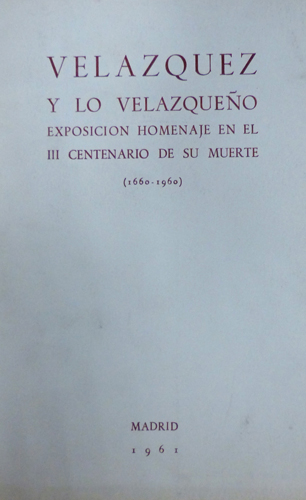 VELAZQUEZ
Y LO VELAZQUEÑO
EXPOSICION HOMENAJE EN EL
III CENTENARIO DE SU MUERTE
(1660-1960)
MADRID
1961